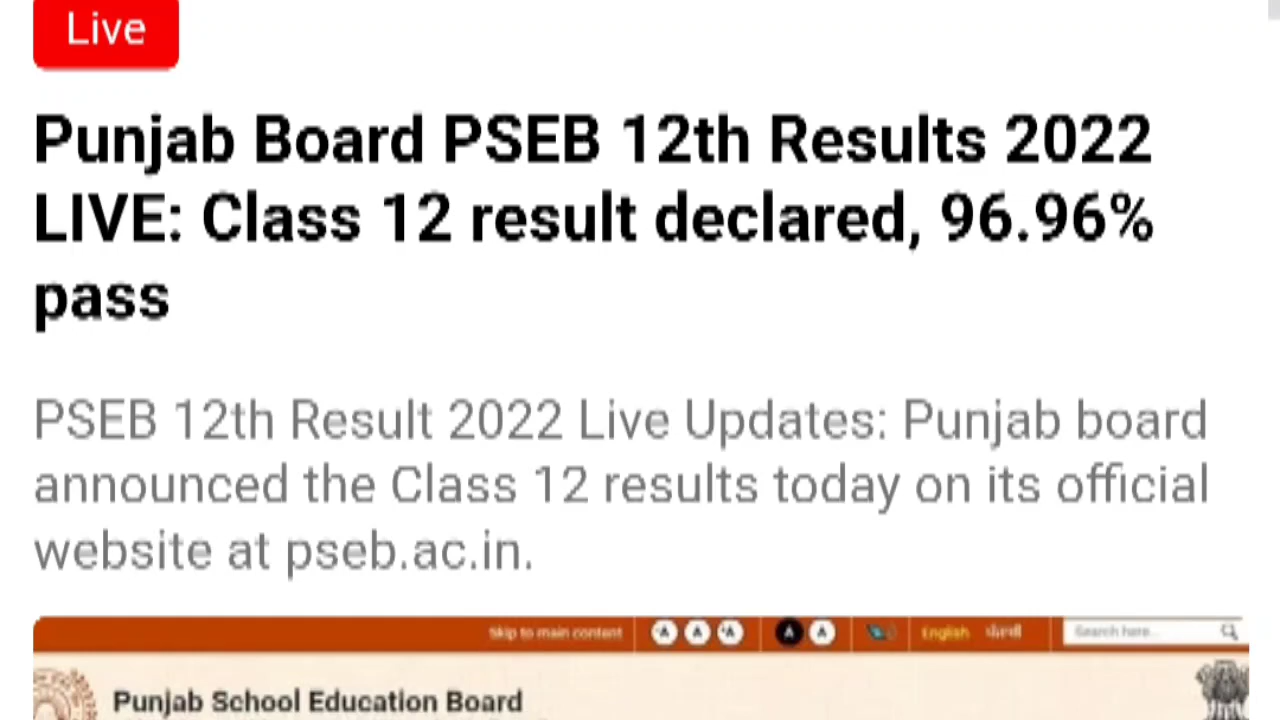 Live
Punjab Board PSEB 12th Results 2022
LIVE: Class 12 result declared, 96.96%
pass
PSEB 12th Result 2022 Live Updates: Punjab board
announced the Class 12 results today on its official
website at pseb.ac.in.
Skip to main content A A A A A English ਪੰਜਾਬੀ Search here...
Punjab School Education Board